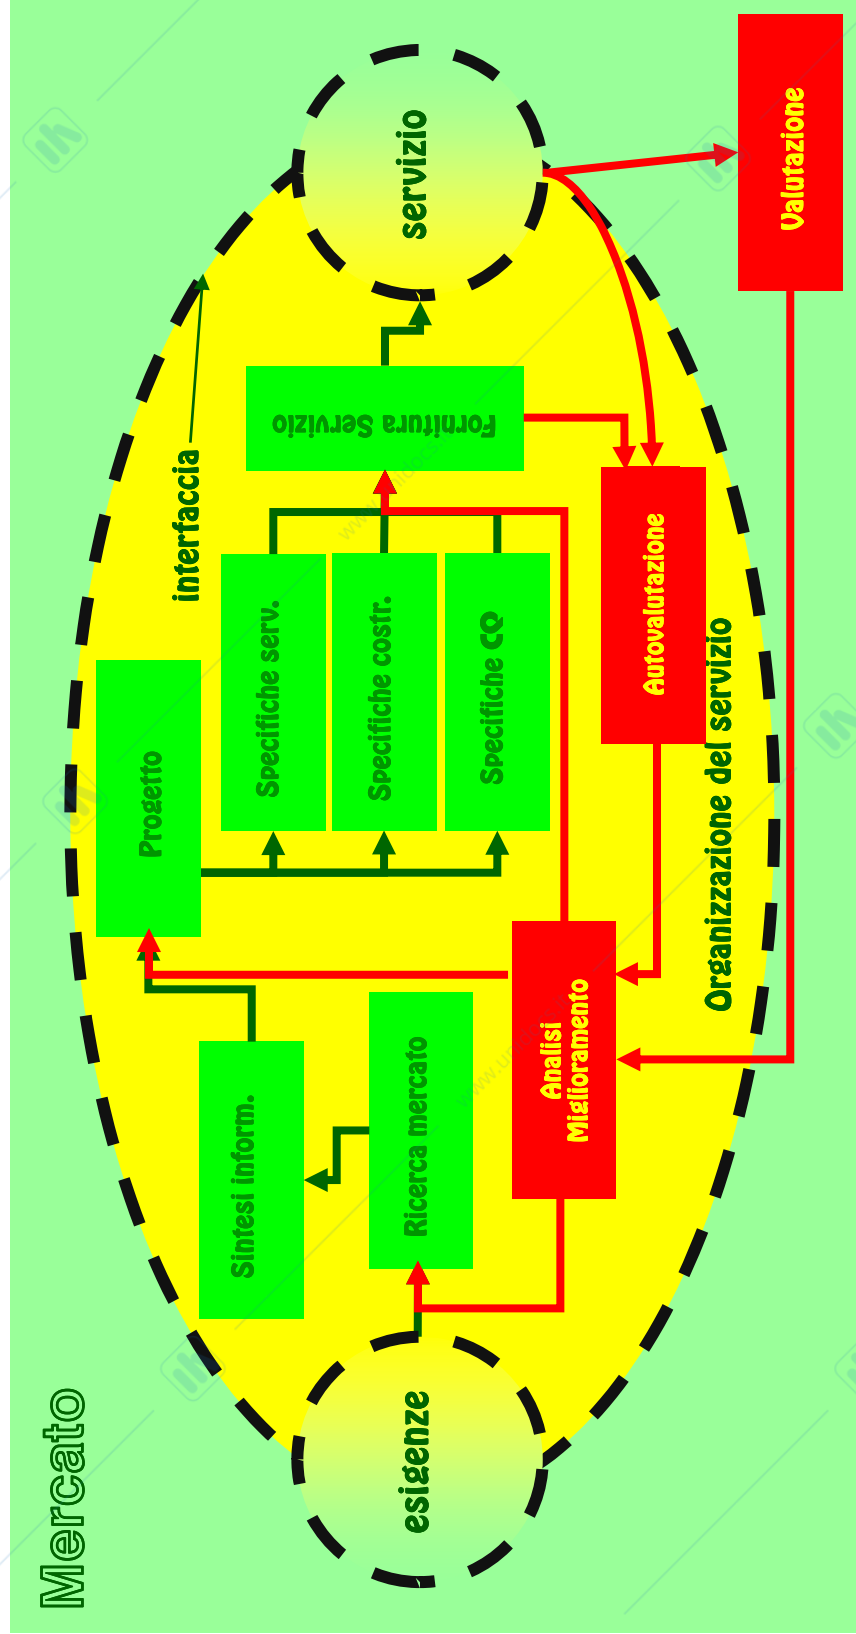 Mercato
interfaccia
servizio
Valutazione
Fornitura Servizio
Autovalutazione
Progetto
Specifiche serv.
Specifiche costr.
Specifiche CQ
Organizzazione del servizio
Sintesi inform.
Ricerca mercato
Analisi
Miglioramento
esigenze